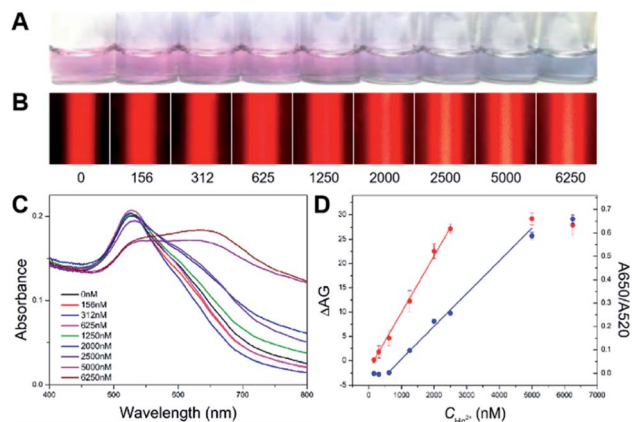 A
B
0 156 312 625 1250 2000 2500 5000 6250
C
Absorbance
0.2
0.1
0.0
0nM
156nM
312nM
625nM
1250nM
2000nM
2500nM
5000nM
6250nM
400 500 600 700 800
Wavelength (nm)
D
ΔAG
30
25
20
15
10
5
0
-5
0 1000 2000 3000 4000 5000 6000 7000
C Hg²⁺ (nM)
0.7
0.6
0.5
0.4
0.3
0.2
0.1
0.0
A650/A520